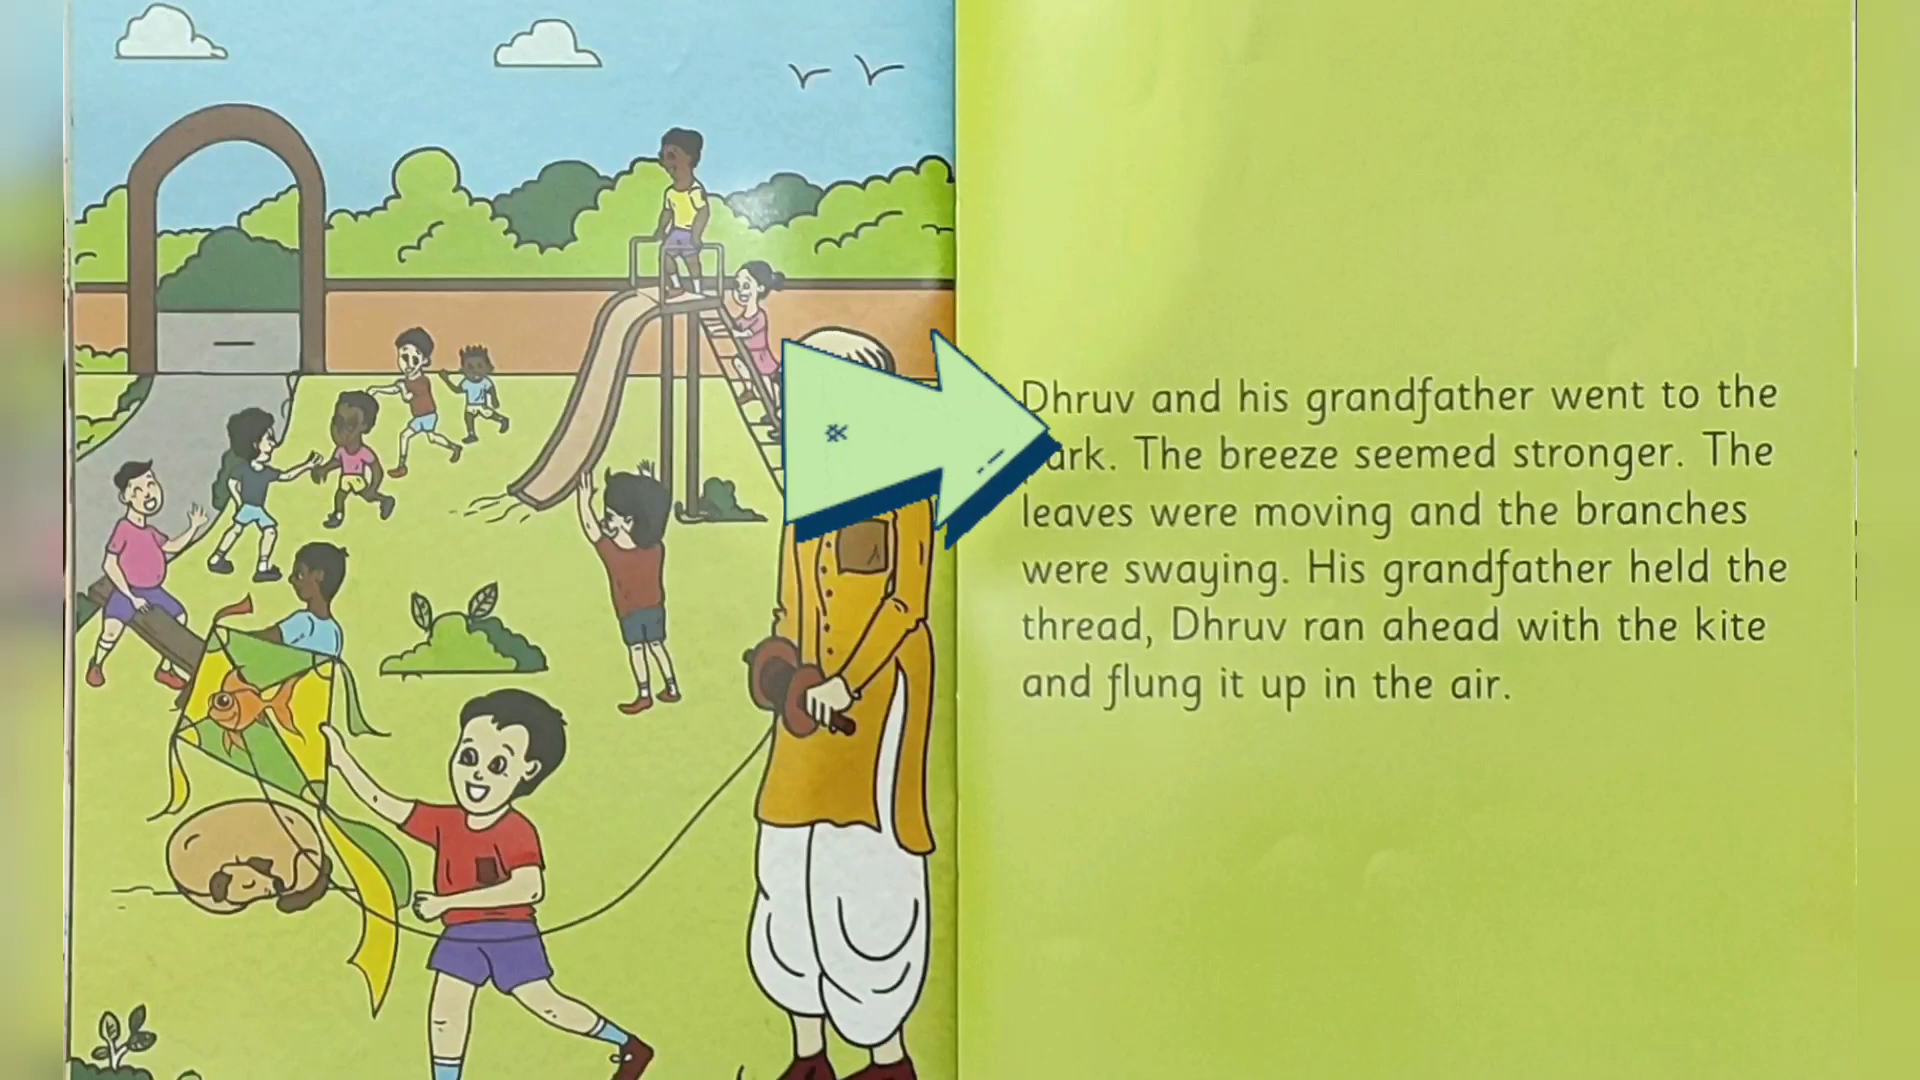 Dhruv and his grandfather went to the
ark. The breeze seemed stronger. The
leaves were moving and the branches
were swaying. His grandfather held the
thread, Dhruv ran ahead with the kite
and flung it up in the air.